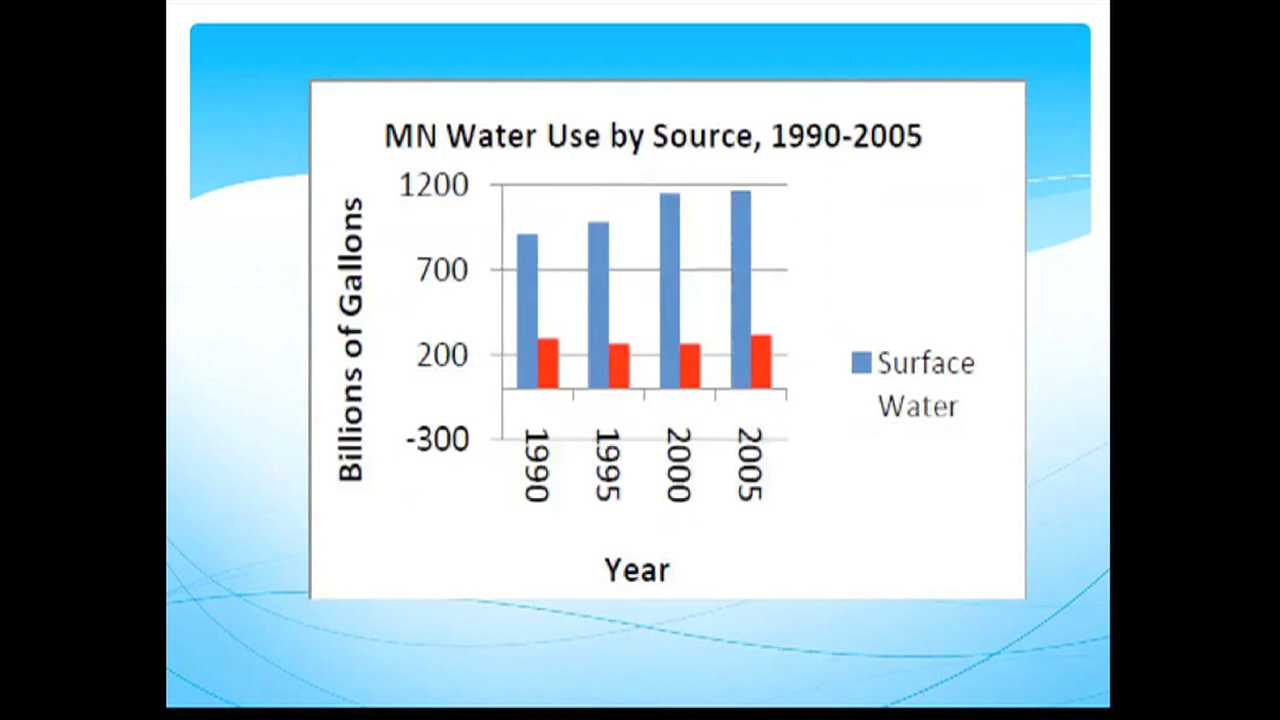 MN Water Use by Source, 1990-2005
Billions of Gallons
1200
700
200
-300
1990
1995
2000
2005
Year
Surface
Water